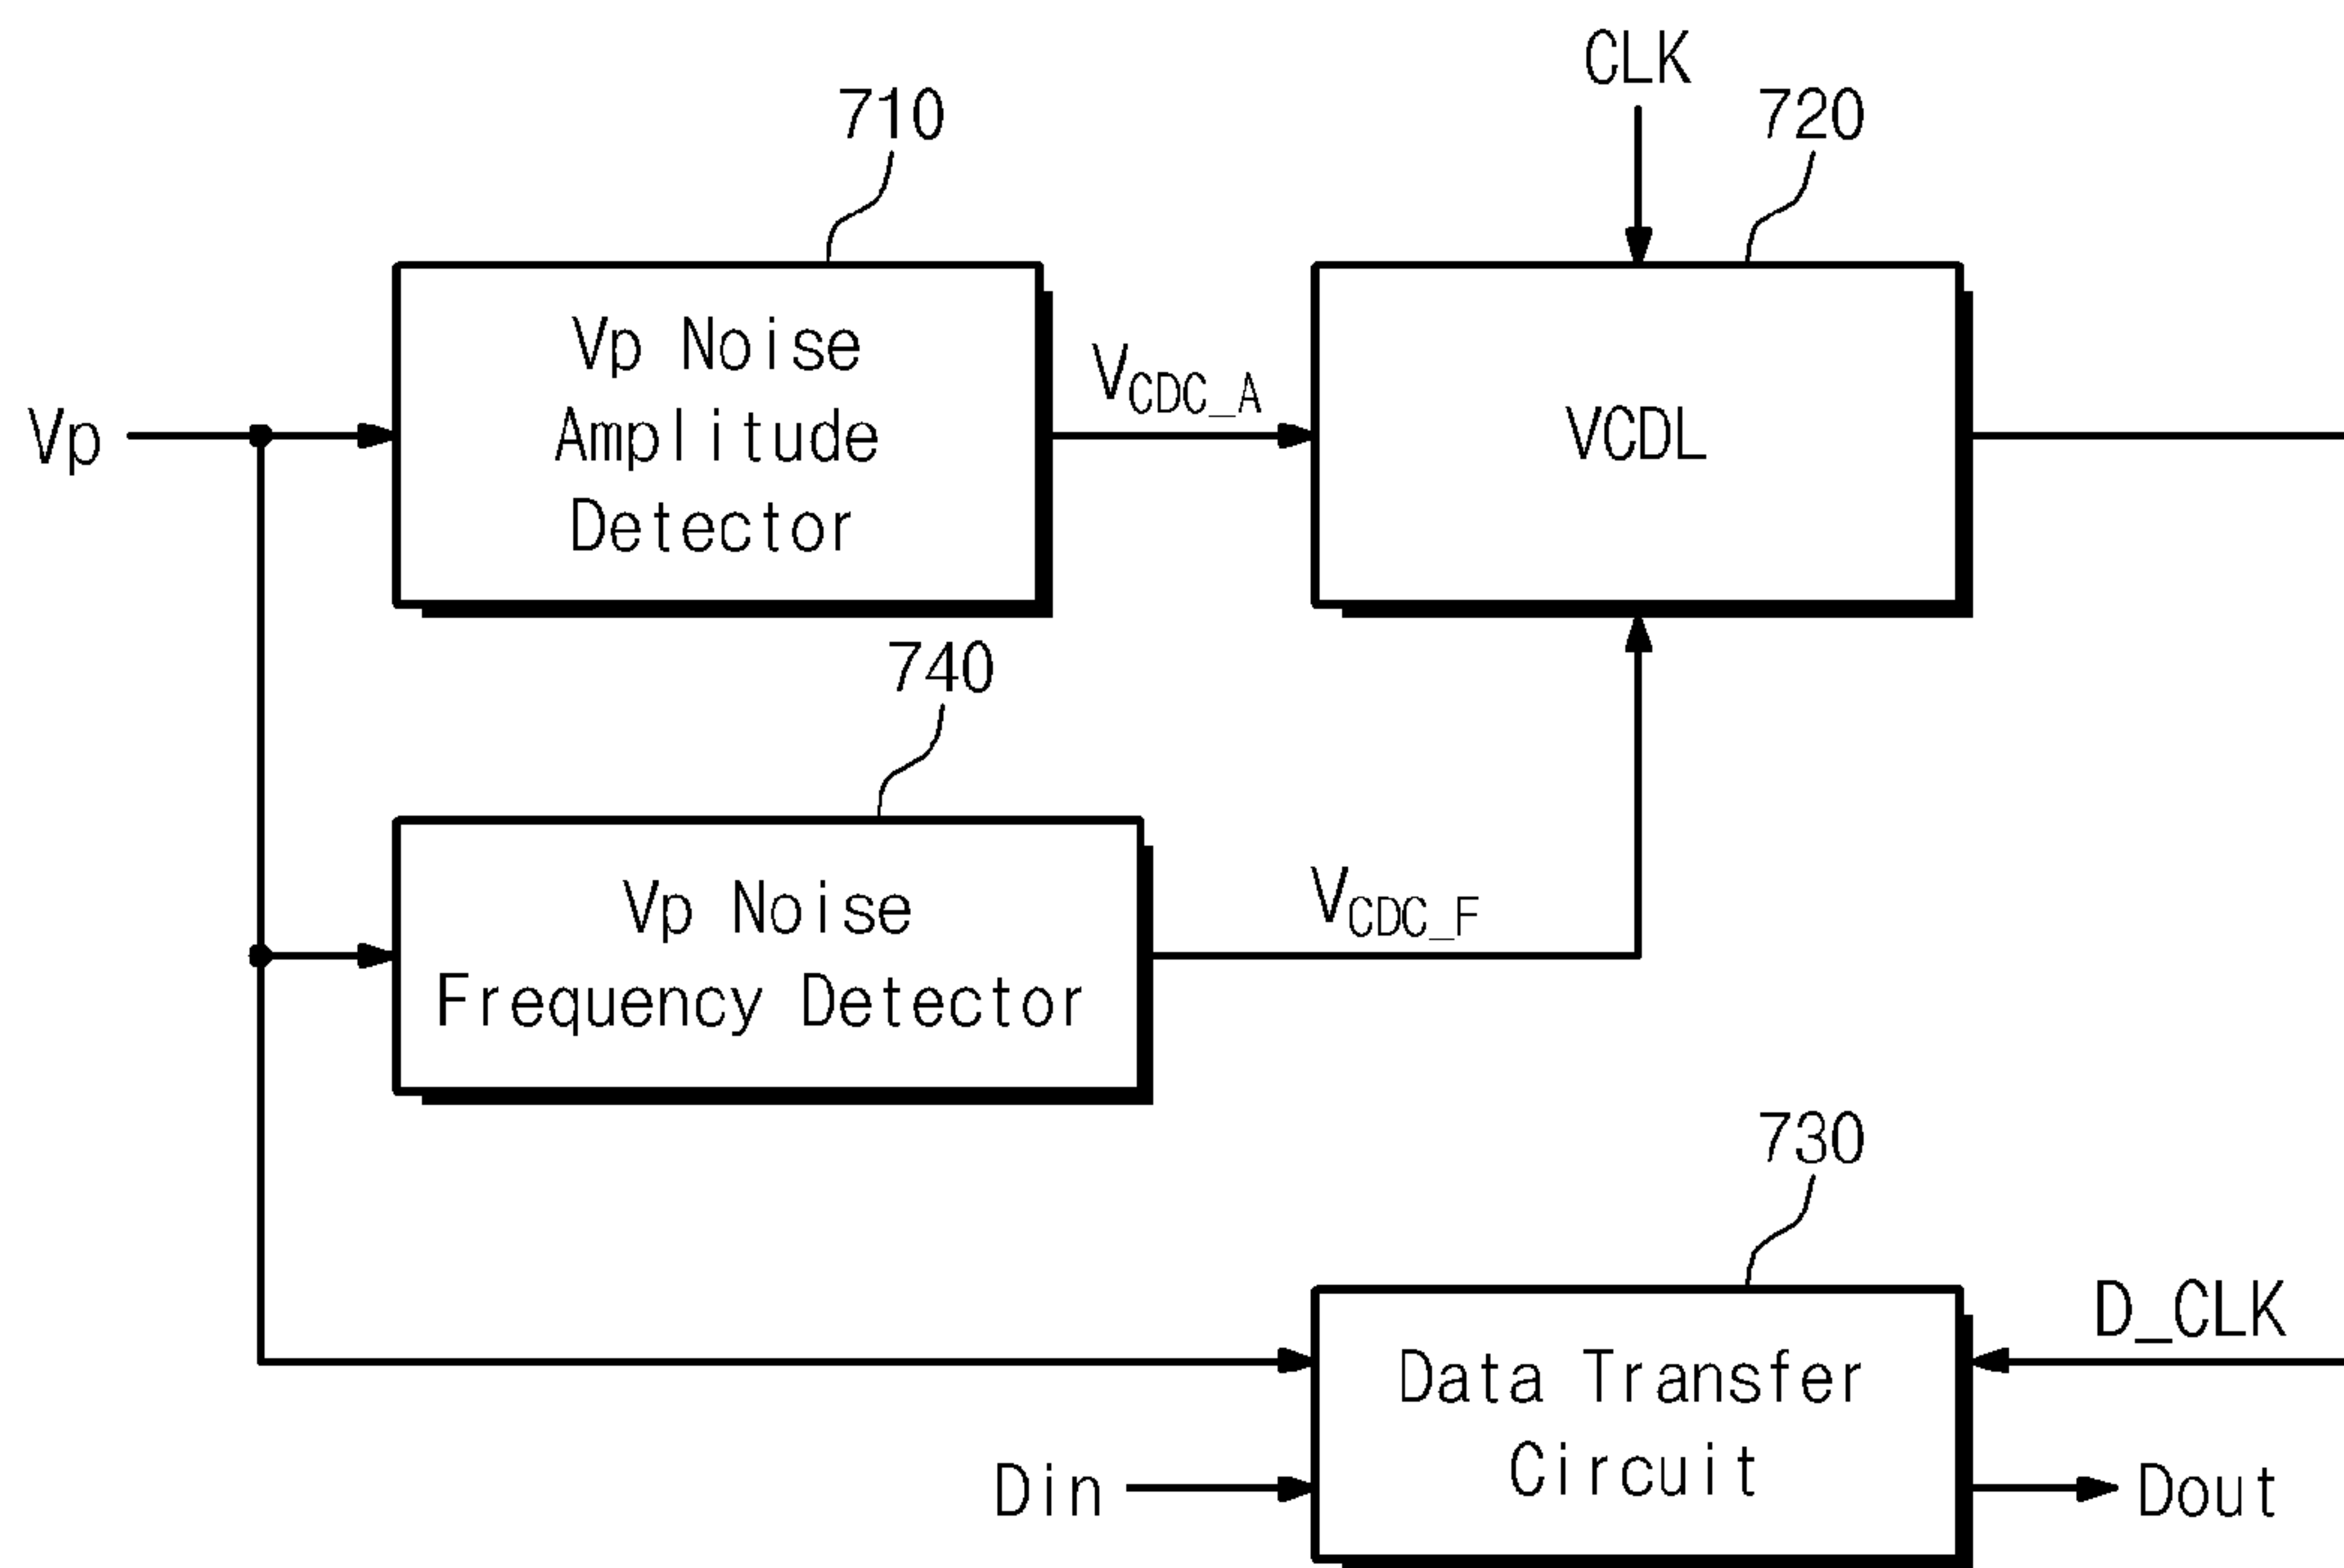 CLK
710
720
Vp Noise
Amplitude
Detector
VCDC_A
VCDL
Vp
740
Vp Noise
Frequency Detector
VCDC_F
730
D_CLK
Data Transfer
Circuit
Din
Dout